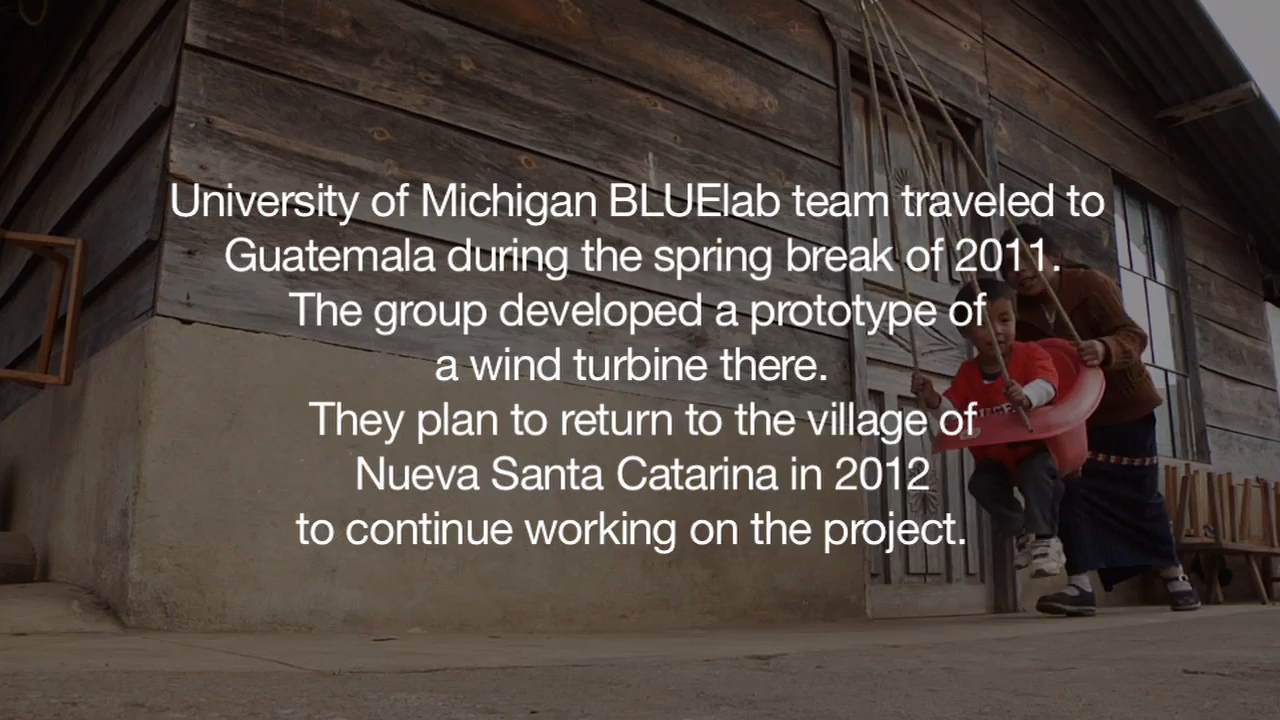 University of Michigan BLUElab team traveled to
Guatemala during the spring break of 2011.
The group developed a prototype of
a wind turbine there.
They plan to return to the village of
Nueva Santa Catarina in 2012
to continue working on the project.